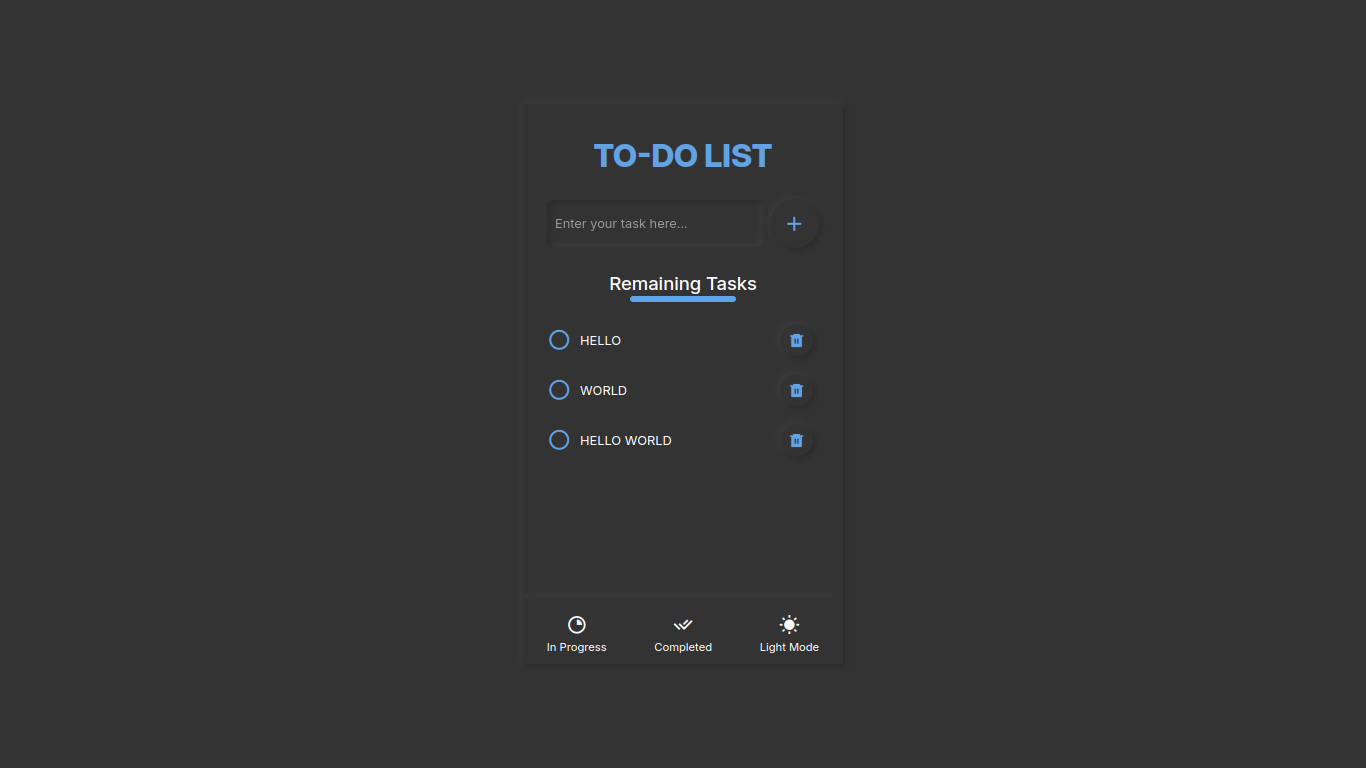 TO-DO LIST
Enter your task here...
Remaining Tasks
HELLO
WORLD
HELLO WORLD
In Progress
Completed
Light Mode